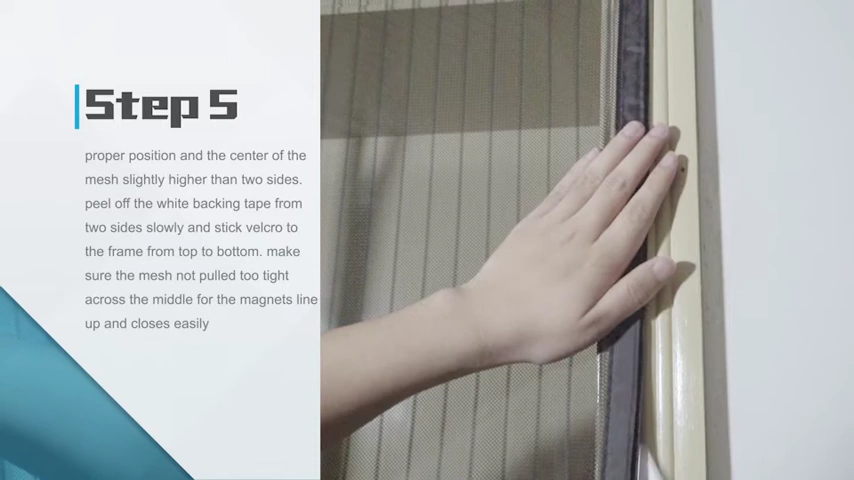 Step 5
proper position and the center of the
mesh slightly higher than two sides.
peel off the white backing tape from
two sides slowly and stick velcro to
the frame from top to bottom. make
sure the mesh not pulled too tight
across the middle for the magnets line
up and closes easily